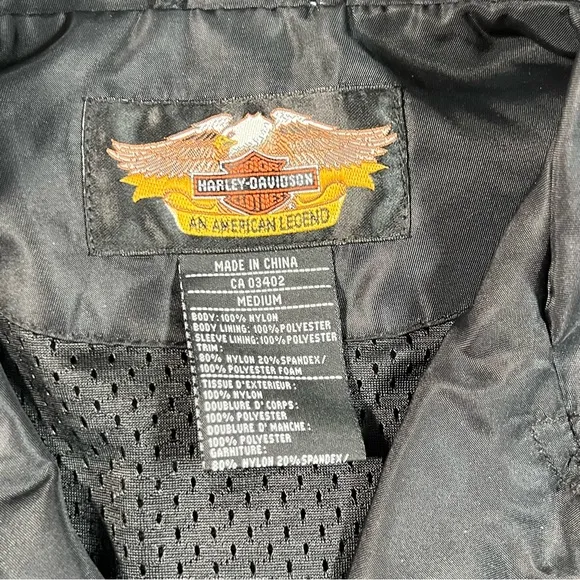 HARLEY-DAVIDSON
AN AMERICAN LEGEND
MADE IN CHINA
CA 03402
MEDIUM
BODY: 100% NYLON
BODY LINING: 100% POLYESTER
SLEEVE LINING: 100% POLYESTER
TRIM:
80% NYLON 20% SPANDEX/
100% POLYESTER FOAM
TISSUE D'EXTERIEUR:
100% NYLON
DOUBLURE D' CORPS:
100% POLYESTER
DOUBLURE D' MANCHE:
100% POLYESTER
GARNITURE:
80% NYLON 20% SPANDEX/